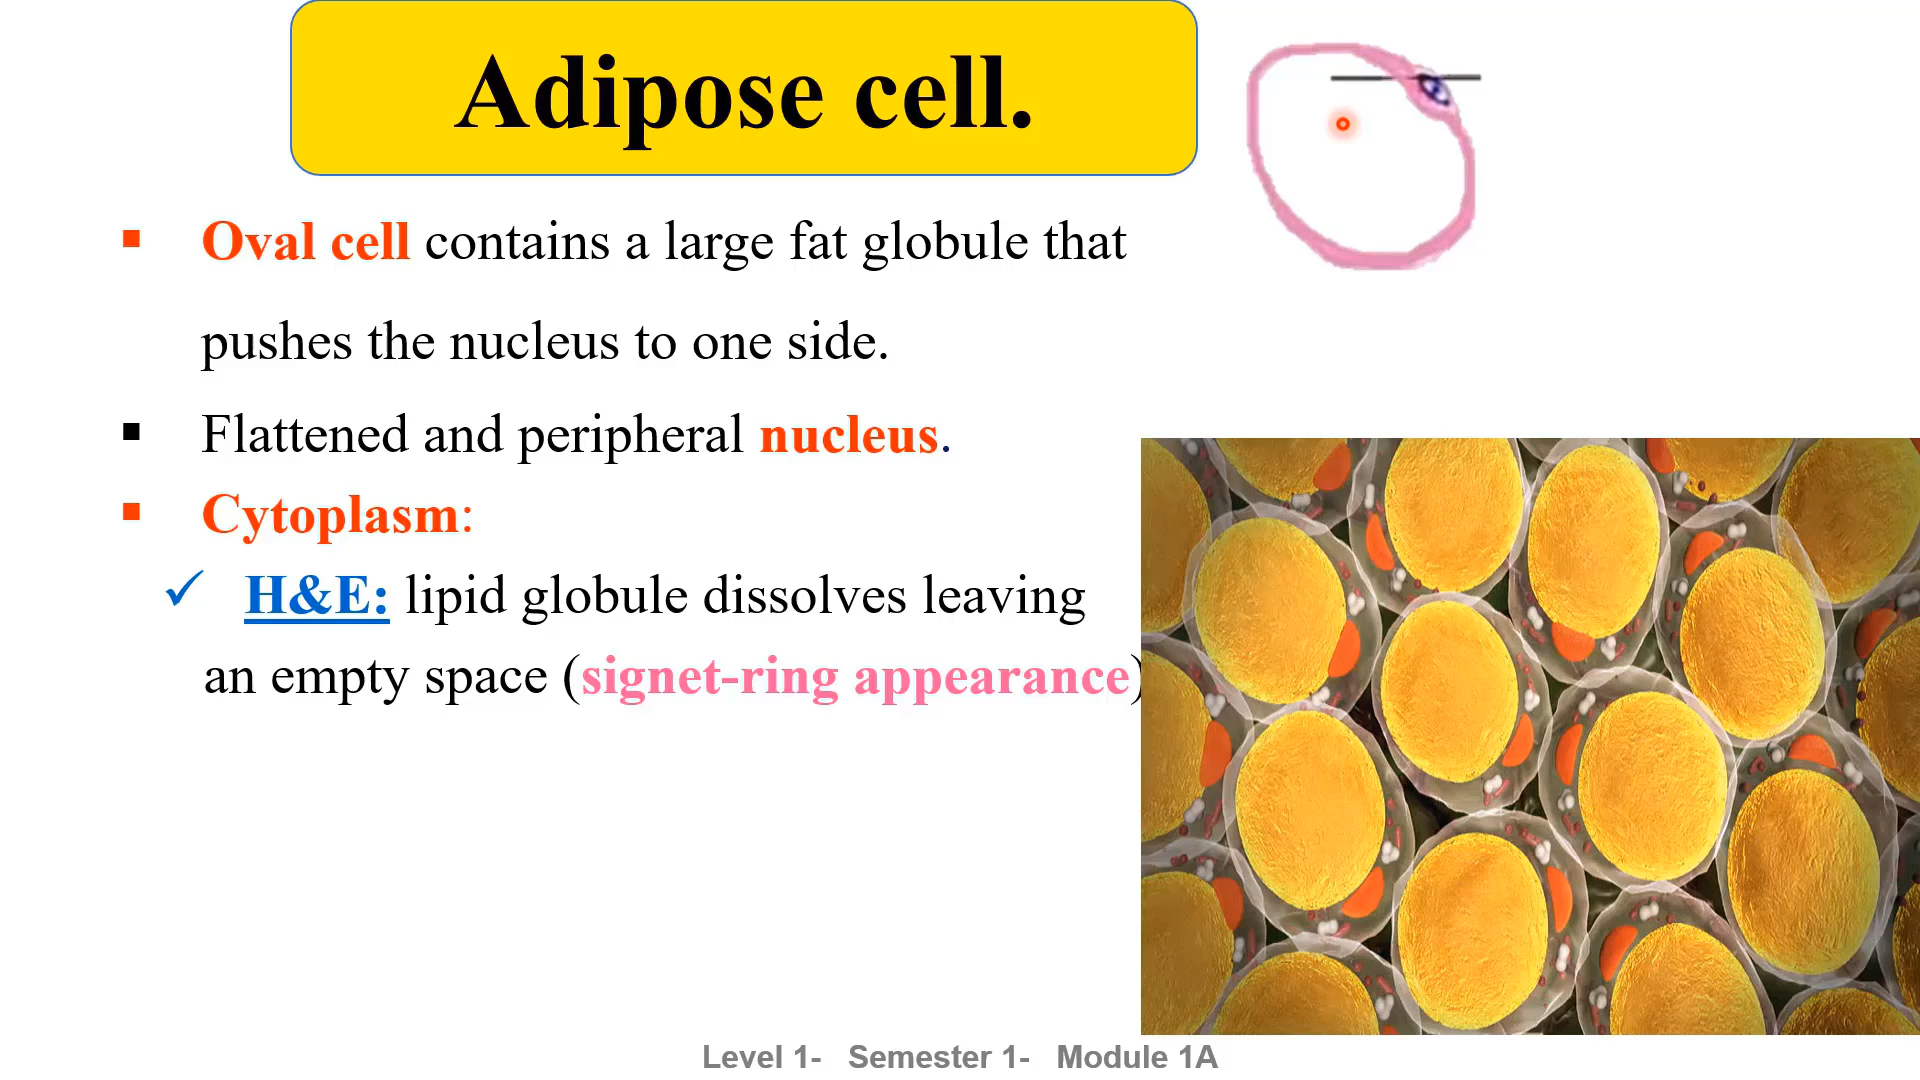 Adipose cell.
▪ Oval cell contains a large fat globule that
pushes the nucleus to one side.
▪ Flattened and peripheral nucleus.
▪ Cytoplasm:
✓ H&E: lipid globule dissolves leaving
an empty space (signet-ring appearance)
Level 1- Semester 1- Module 1A